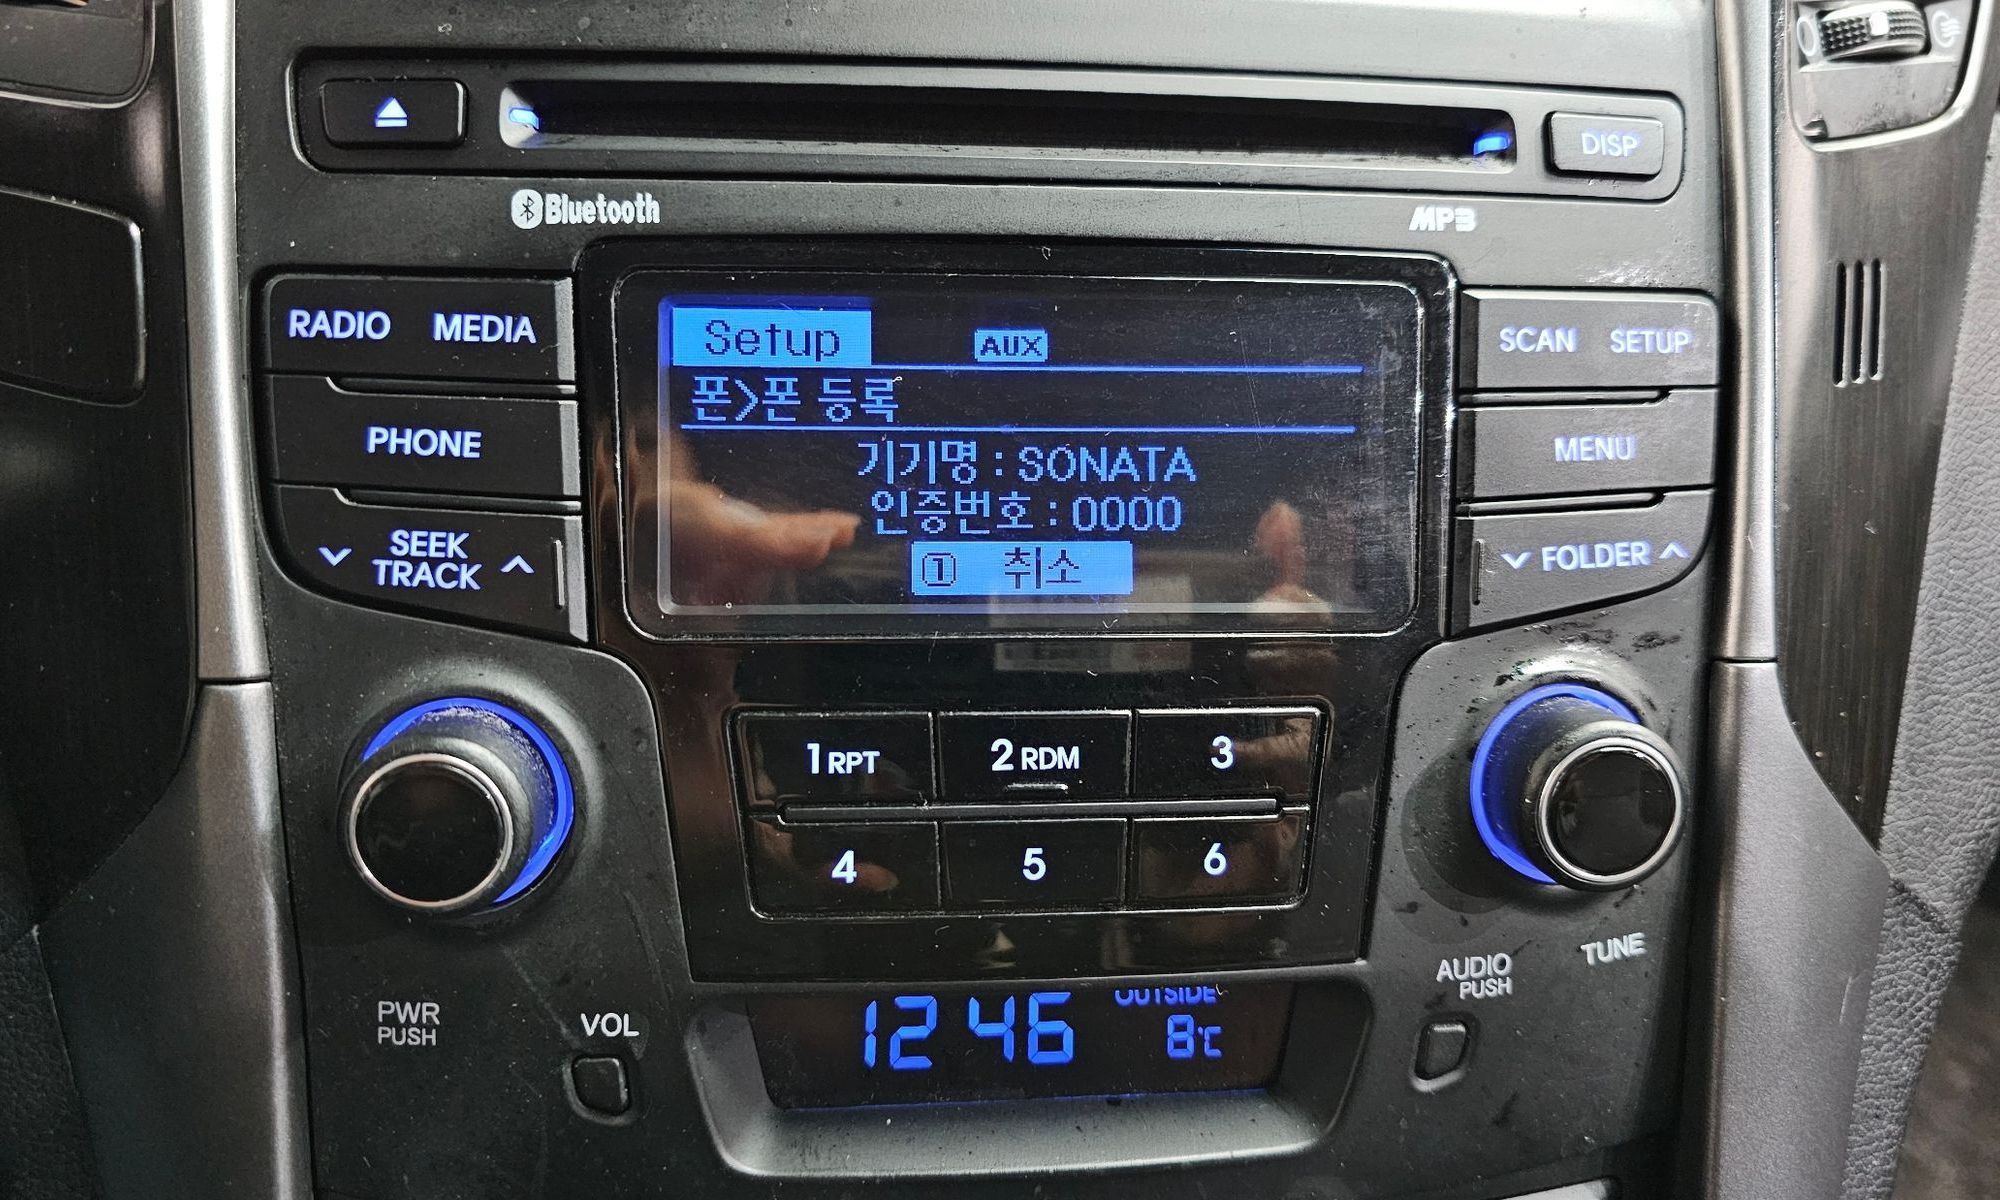 DISP
Bluetooth
MP3
RADIO MEDIA
PHONE
SEEK
TRACK
Setup AUX
폰>폰 등록
기기명 : SONATA
인증번호 : 0000
① 취소
SCAN SETUP
MENU
FOLDER
1 RPT
2 RDM
3
4
5
6
PWR
PUSH
VOL
12 46
OUTSIDE
8℃
AUDIO
PUSH
TUNE